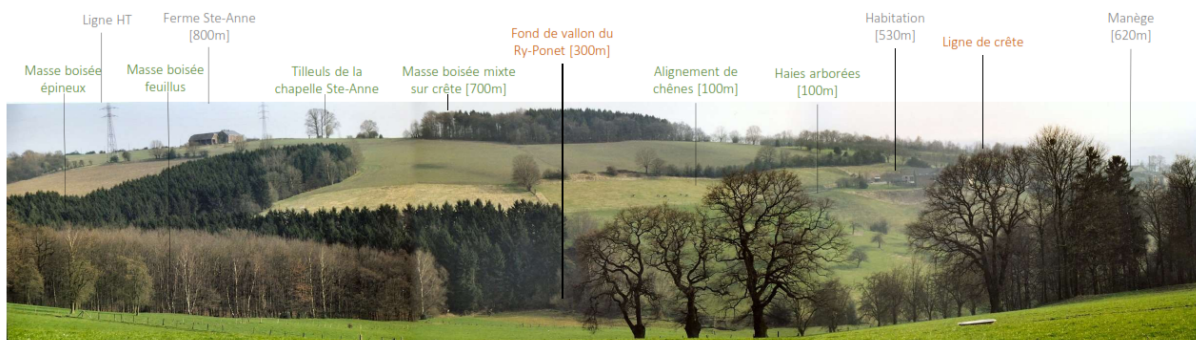 Ligne HT
Ferme Ste-Anne
[800m]
Fond de vallon du
Ry-Ponet [300m]
Habitation
[530m]
Ligne de crête
Manège
[620m]
Masse boisée
épineux
Masse boisée
feuillus
Tilleuls de la
chapelle Ste-Anne
Masse boisée mixte
sur crête [700m]
Alignement de
chênes [100m]
Haies arborées
[100m]